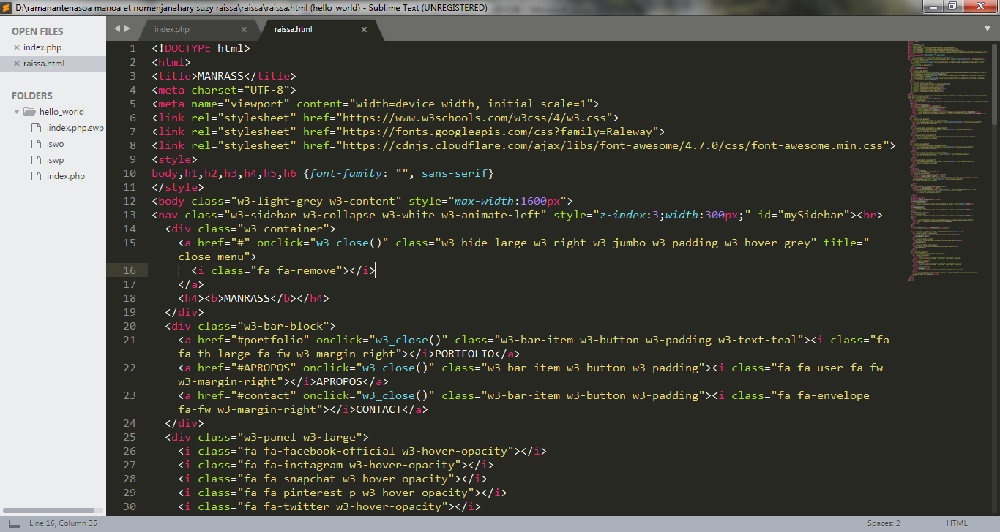 D:\ramanantenasoa manoa et nomenjanahary suzy raissa\raissa\raissa.html (hello_world) - Sublime Text (UNREGISTERED)
OPEN FILES
index.php
raissa.html
FOLDERS
hello_world
.index.php.swp
.swo
.swp
index.php
index.php
raissa.html
1 <!DOCTYPE html>
2 <html>
3 <title>MANRASS</title>
4 <meta charset="UTF-8">
5 <meta name="viewport" content="width=device-width, initial-scale=1">
6 <link rel="stylesheet" href="https://www.w3schools.com/w3css/4/w3.css">
7 <link rel="stylesheet" href="https://fonts.googleapis.com/css?family=Raleway">
8 <link rel="stylesheet" href="https://cdnjs.cloudflare.com/ajax/libs/font-awesome/4.7.0/css/font-awesome.min.css">
9 <style>
10 body,h1,h2,h3,h4,h5,h6 {font-family: "", sans-serif}
11 </style>
12 <body class="w3-light-grey w3-content" style="max-width:1600px">
13 <nav class="w3-sidebar w3-collapse w3-white w3-animate-left" style="z-index:3;width:300px;" id="mySidebar"><br>
14 <div class="w3-container">
15 <a href="#" onclick="w3_close()" class="w3-hide-large w3-right w3-jumbo w3-padding w3-hover-grey" title="
close menu">
16 <i class="fa fa-remove"></i>
17 </a>
18 <h4><b>MANRASS</b></h4>
19 </div>
20 <div class="w3-bar-block">
21 <a href="#portfolio" onclick="w3_close()" class="w3-bar-item w3-button w3-padding w3-text-teal"><i class="fa
fa-th-large fa-fw w3-margin-right"></i>PORTFOLIO</a>
22 <a href="#APROPOS" onclick="w3_close()" class="w3-bar-item w3-button w3-padding"><i class="fa fa-user fa-fw
w3-margin-right"></i>APROPOS</a>
23 <a href="#contact" onclick="w3_close()" class="w3-bar-item w3-button w3-padding"><i class="fa fa-envelope
fa-fw w3-margin-right"></i>CONTACT</a>
24 </div>
25 <div class="w3-panel w3-large">
26 <i class="fa fa-facebook-official w3-hover-opacity"></i>
27 <i class="fa fa-instagram w3-hover-opacity"></i>
28 <i class="fa fa-snapchat w3-hover-opacity"></i>
29 <i class="fa fa-pinterest-p w3-hover-opacity"></i>
30 <i class="fa fa-twitter w3-hover-opacity"></i>
Line 16, Column 35
Spaces: 2
HTML